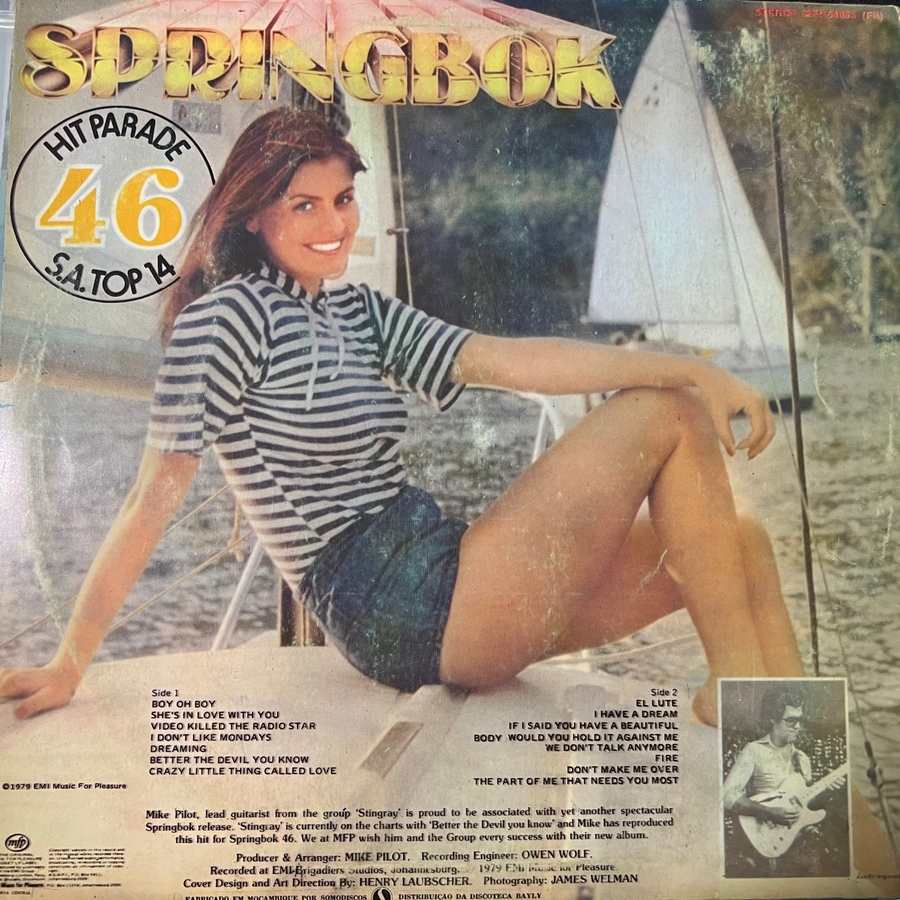 SPRINGBOK
STEREO
HIT PARADE
46
S.A. TOP 14
Side 1
BOY OH BOY
SHE'S IN LOVE WITH YOU
VIDEO KILLED THE RADIO STAR
I DON'T LIKE MONDAYS
DREAMING
BETTER THE DEVIL YOU KNOW
CRAZY LITTLE THING CALLED LOVE
Side 2
EL LUTE
I HAVE A DREAM
IF I SAID YOU HAVE A BEAUTIFUL
BODY WOULD YOU HOLD IT AGAINST ME
WE DON'T TALK ANYMORE
FIRE
DON'T MAKE ME OVER
THE PART OF ME THAT NEEDS YOU MOST
©1979 EMI Music For Pleasure
Mike Pilot, lead guitarist from the group 'Stingray' is proud to be associated with yet another spectacular
Springbok release. 'Stingray' is currently on the charts with 'Better the Devil you know' and Mike has reproduced
this hit for Springbok 46. We at MFP wish him and the Group every success with their new album.
Producer & Arranger: MIKE PILOT. Recording Engineer: OWEN WOLF.
Recorded at EMI-Brigadiers Studios, Johannesburg. 1979 EMI Music for Pleasure
Cover Design and Art Direction By: HENRY LAUBSCHER. Photography: JAMES WELMAN
mfp
FABRICADO EM MOÇAMBIQUE POR SOMODISCOS
DISTRIBUIÇÃO DA DISCOTECA BAYLY